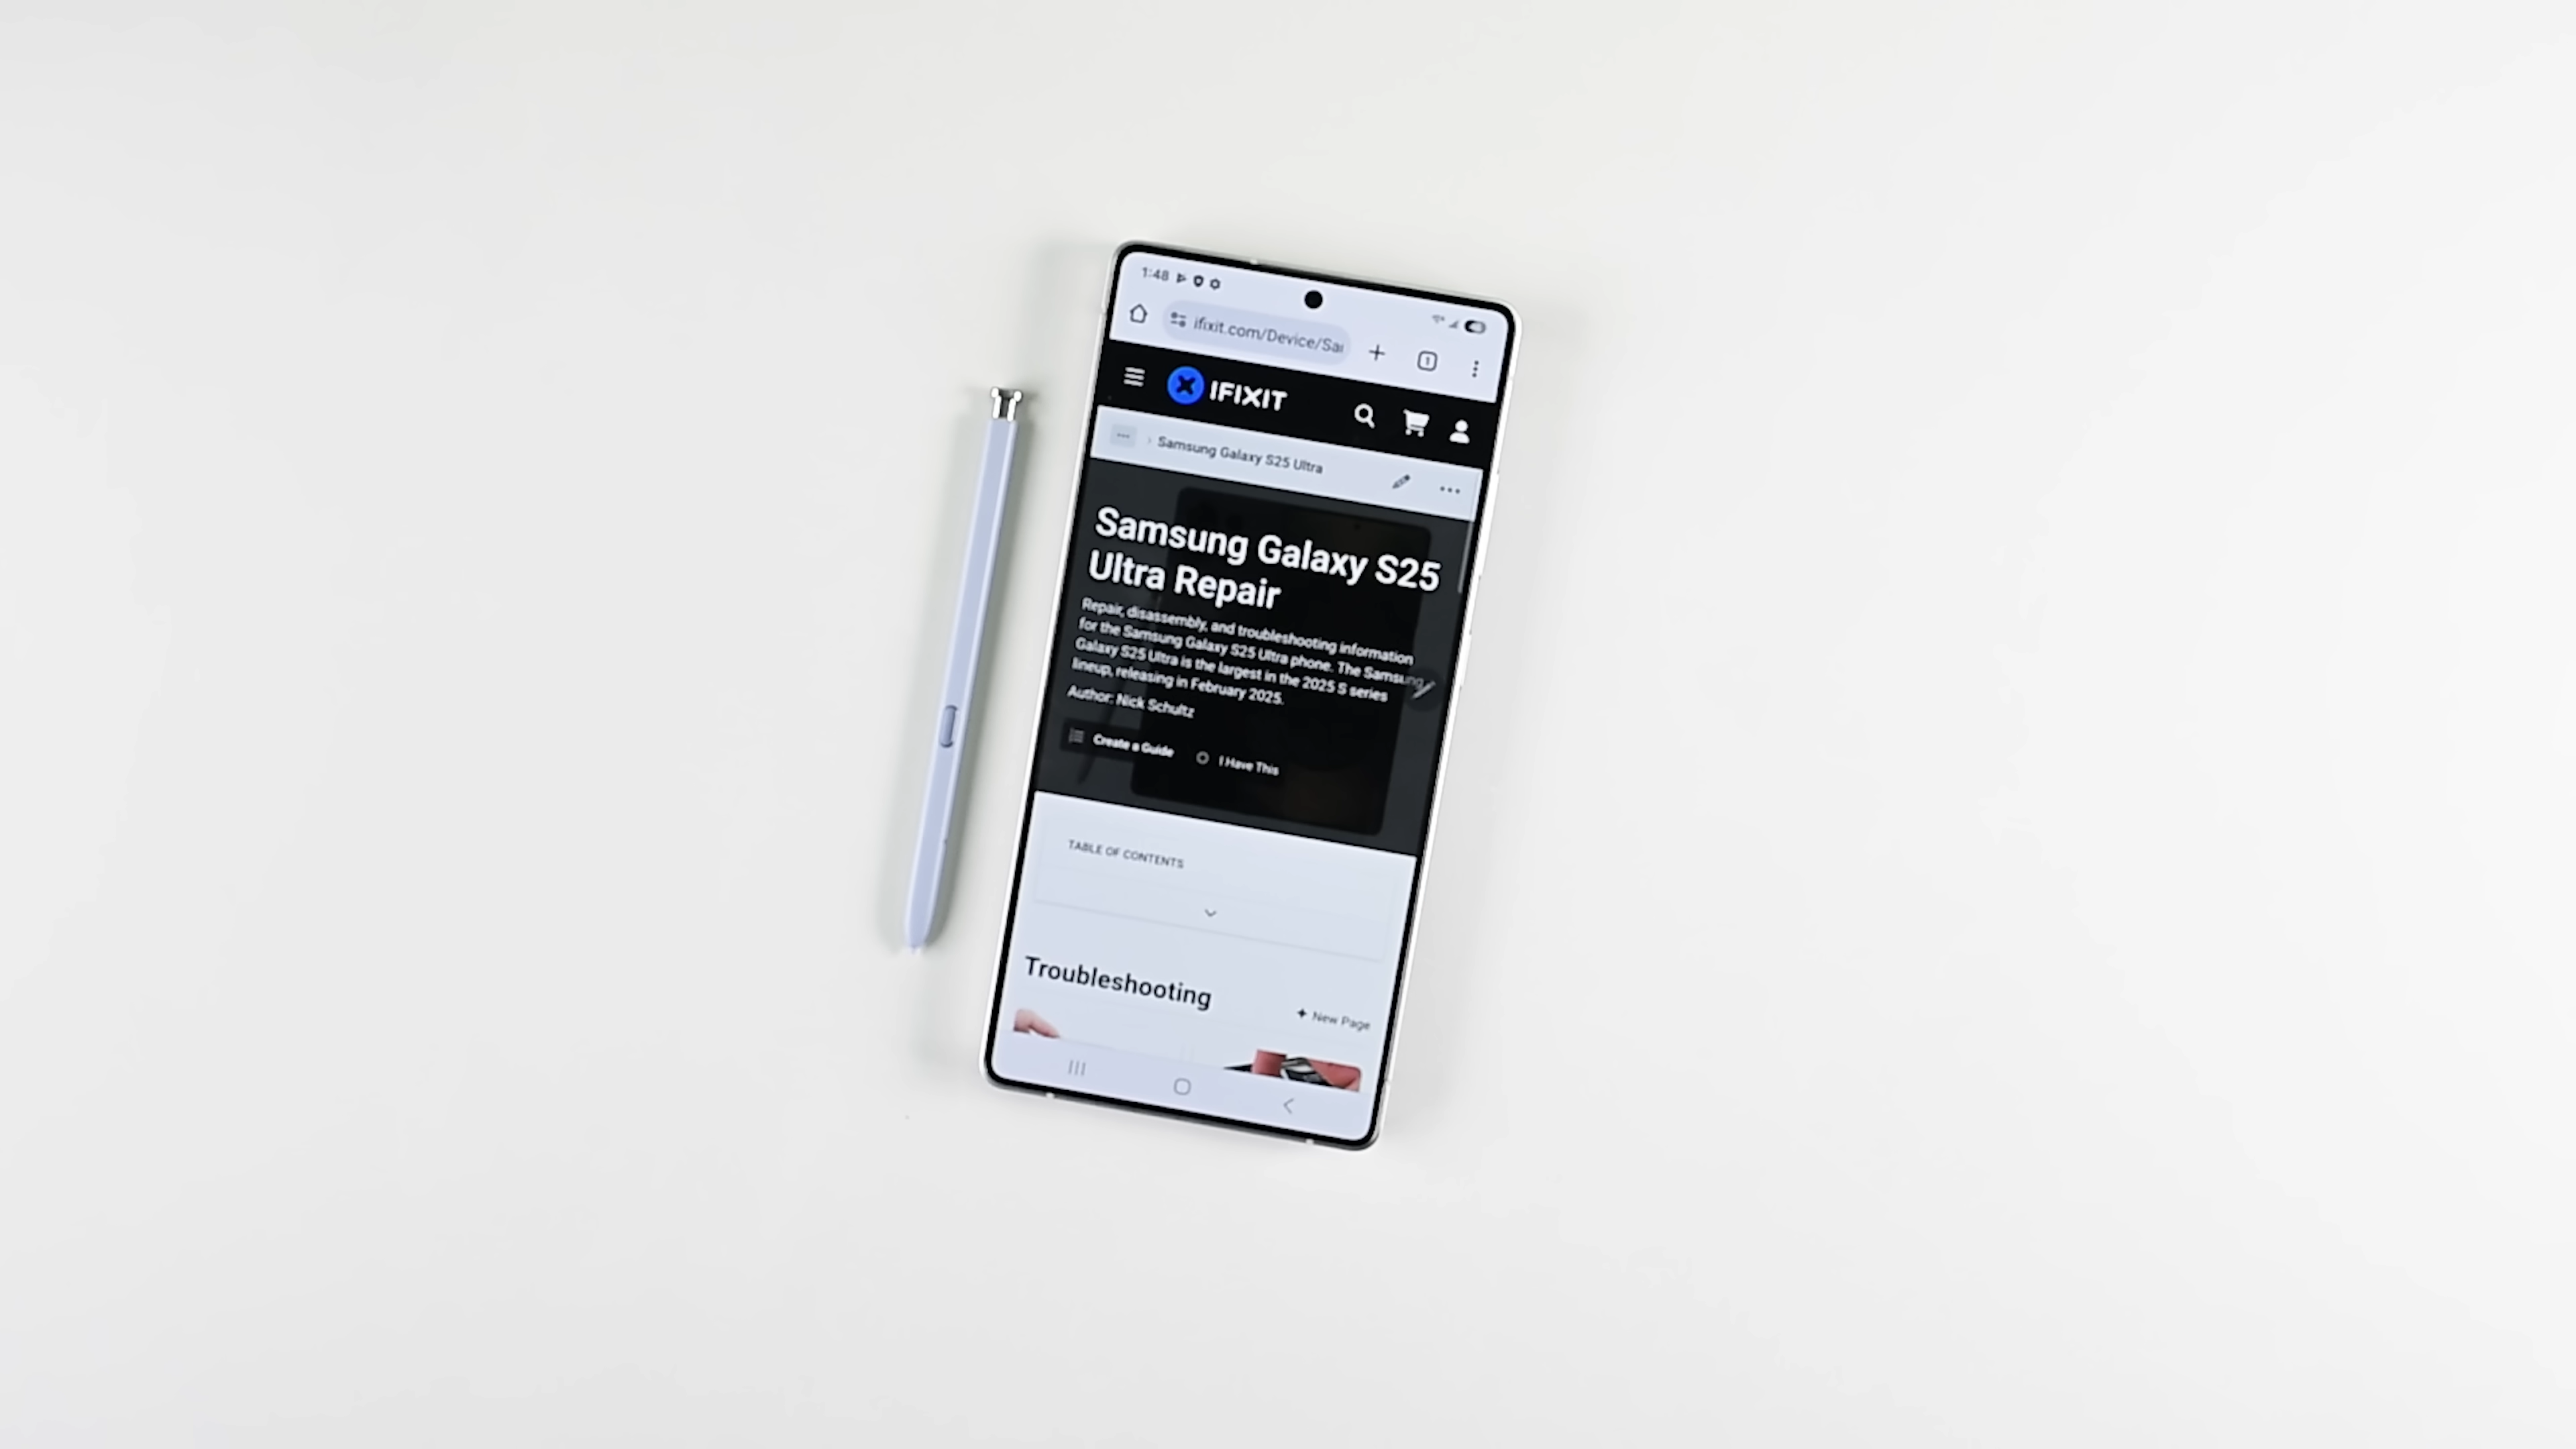 1:48
ifixit.com/Device/Sa
1
IFIXIT
Samsung Galaxy S25 Ultra
Samsung Galaxy S25
Ultra Repair
Repair, disassembly, and troubleshooting information
for the Samsung Galaxy S25 Ultra phone. The Samsung
Galaxy S25 Ultra is the largest in the 2025 S series
lineup, releasing in February 2025.
Author: Nick Schultz
Create a Guide I Have This
TABLE OF CONTENTS
Troubleshooting
New Page